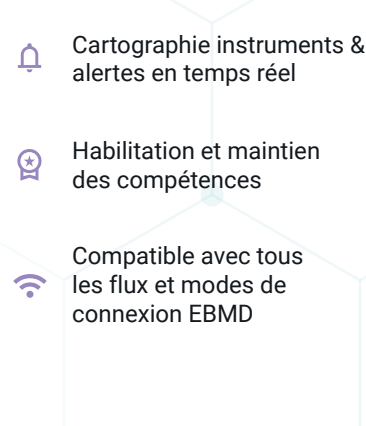 Cartographie instruments &
alertes en temps réel
Habilitation et maintien
des compétences
Compatible avec tous
les flux et modes de
connexion EBMD